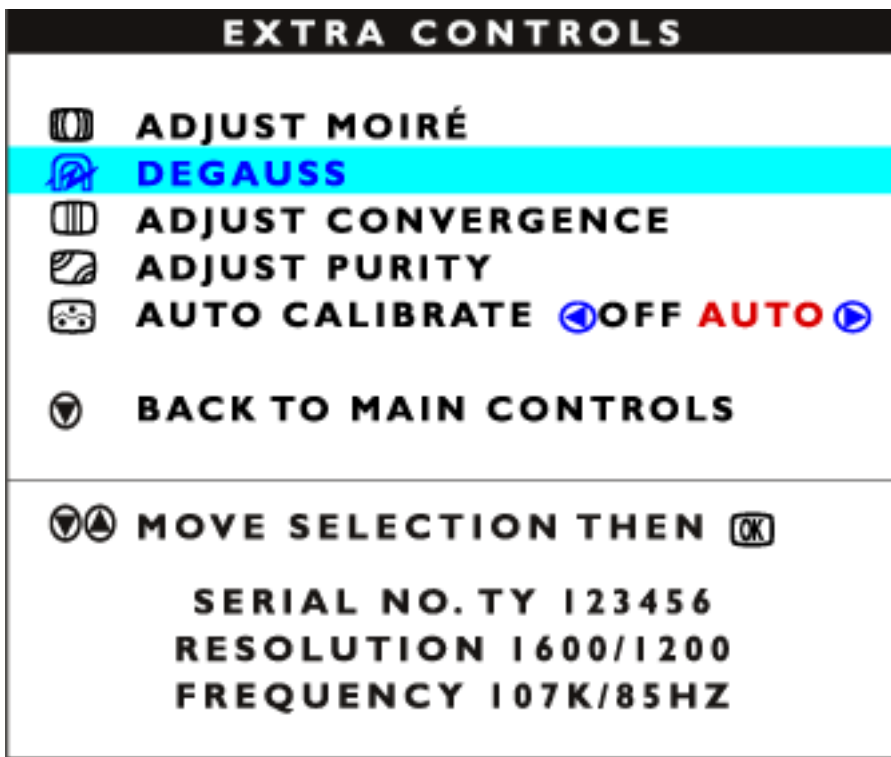 EXTRA CONTROLS
ADJUST MOIRÉ
DEGAUSS
ADJUST CONVERGENCE
ADJUST PURITY
AUTO CALIBRATE OFF AUTO
BACK TO MAIN CONTROLS
MOVE SELECTION THEN OK
SERIAL NO. TY 123456
RESOLUTION 1600/1200
FREQUENCY 107K/85HZ